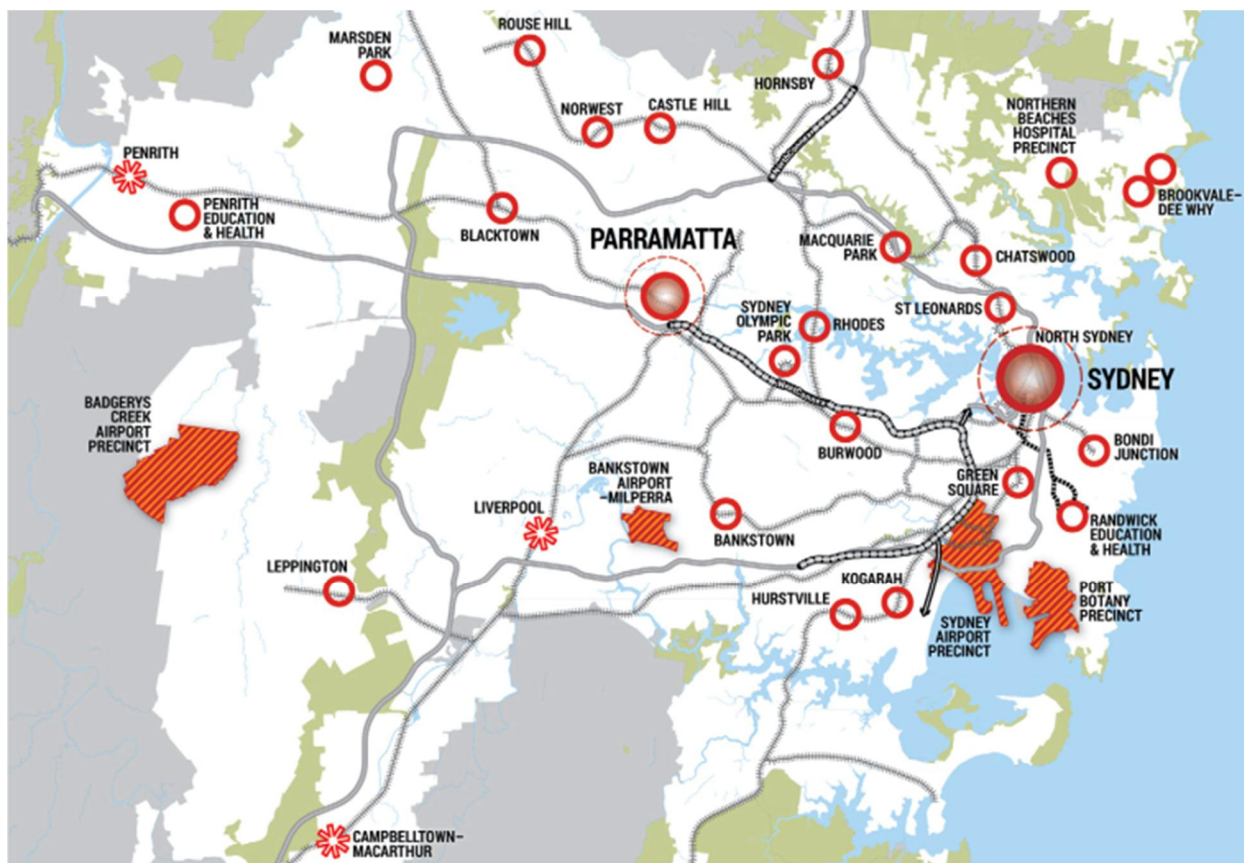 ROUSE HILL
MARSDEN
PARK
HORNSBY
NORWEST
CASTLE HILL
NORTHERN
BEACHES
HOSPITAL
PRECINCT
PENRITH
BROOKVALE–
DEE WHY
PENRITH
EDUCATION
& HEALTH
BLACKTOWN
PARRAMATTA
MACQUARIE
PARK
CHATSWOOD
SYDNEY
OLYMPIC
PARK
RHODES
ST LEONARDS
NORTH SYDNEY
SYDNEY
BADGERYS
CREEK
AIRPORT
PRECINCT
BURWOOD
BONDI
JUNCTION
BANKSTOWN
AIRPORT
–MILPERRA
GREEN
SQUARE
LIVERPOOL
BANKSTOWN
RANDWICK
EDUCATION
& HEALTH
LEPPINGTON
KOGARAH
HURSTVILLE
PORT
BOTANY
PRECINCT
SYDNEY
AIRPORT
PRECINCT
CAMPBELLTOWN–
MACARTHUR